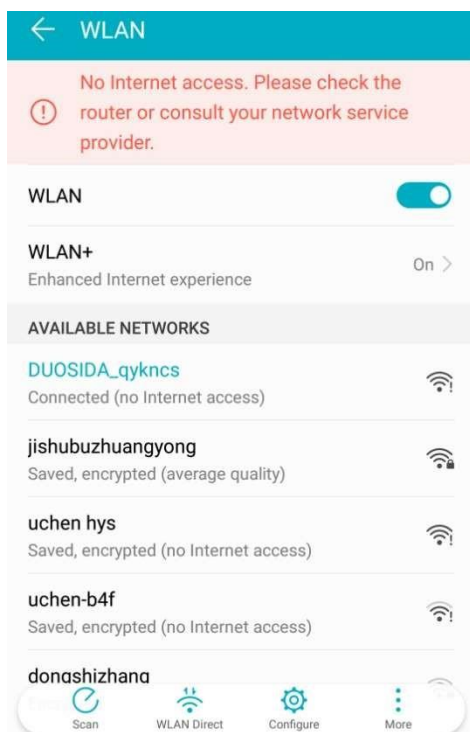 WLAN
No Internet access. Please check the
router or consult your network service
provider.
WLAN
WLAN+
Enhanced Internet experience
On
AVAILABLE NETWORKS
DUOSIDA_qykncs
Connected (no Internet access)
jishubuzhuangyong
Saved, encrypted (average quality)
uchen hys
Saved, encrypted (no Internet access)
uchen-b4f
Saved, encrypted (no Internet access)
dongshizhang
Scan
WLAN Direct
Configure
More